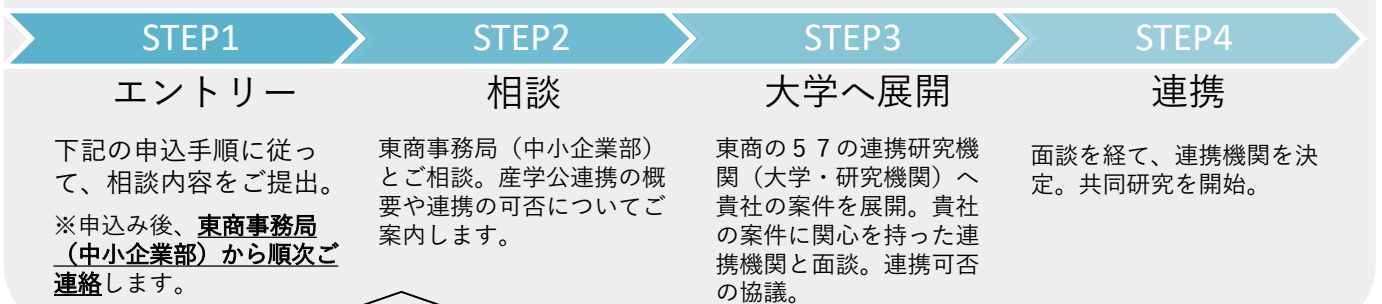 STEP1
STEP2
STEP3
STEP4
エントリー
相談
大学へ展開
連携
下記の申込手順に従っ
て、相談内容をご提出。
※申込み後、東商事務局
（中小企業部）から順次ご
連絡します。
東商事務局（中小企業部）
とご相談。産学公連携の概
要や連携の可否についてご
案内します。
東商の５７の連携研究機
関（大学・研究機関）へ
貴社の案件を展開。貴社
の案件に関心を持った連
携機関と面談。連携可否
の協議。
面談を経て、連携機関を決
定。共同研究を開始。